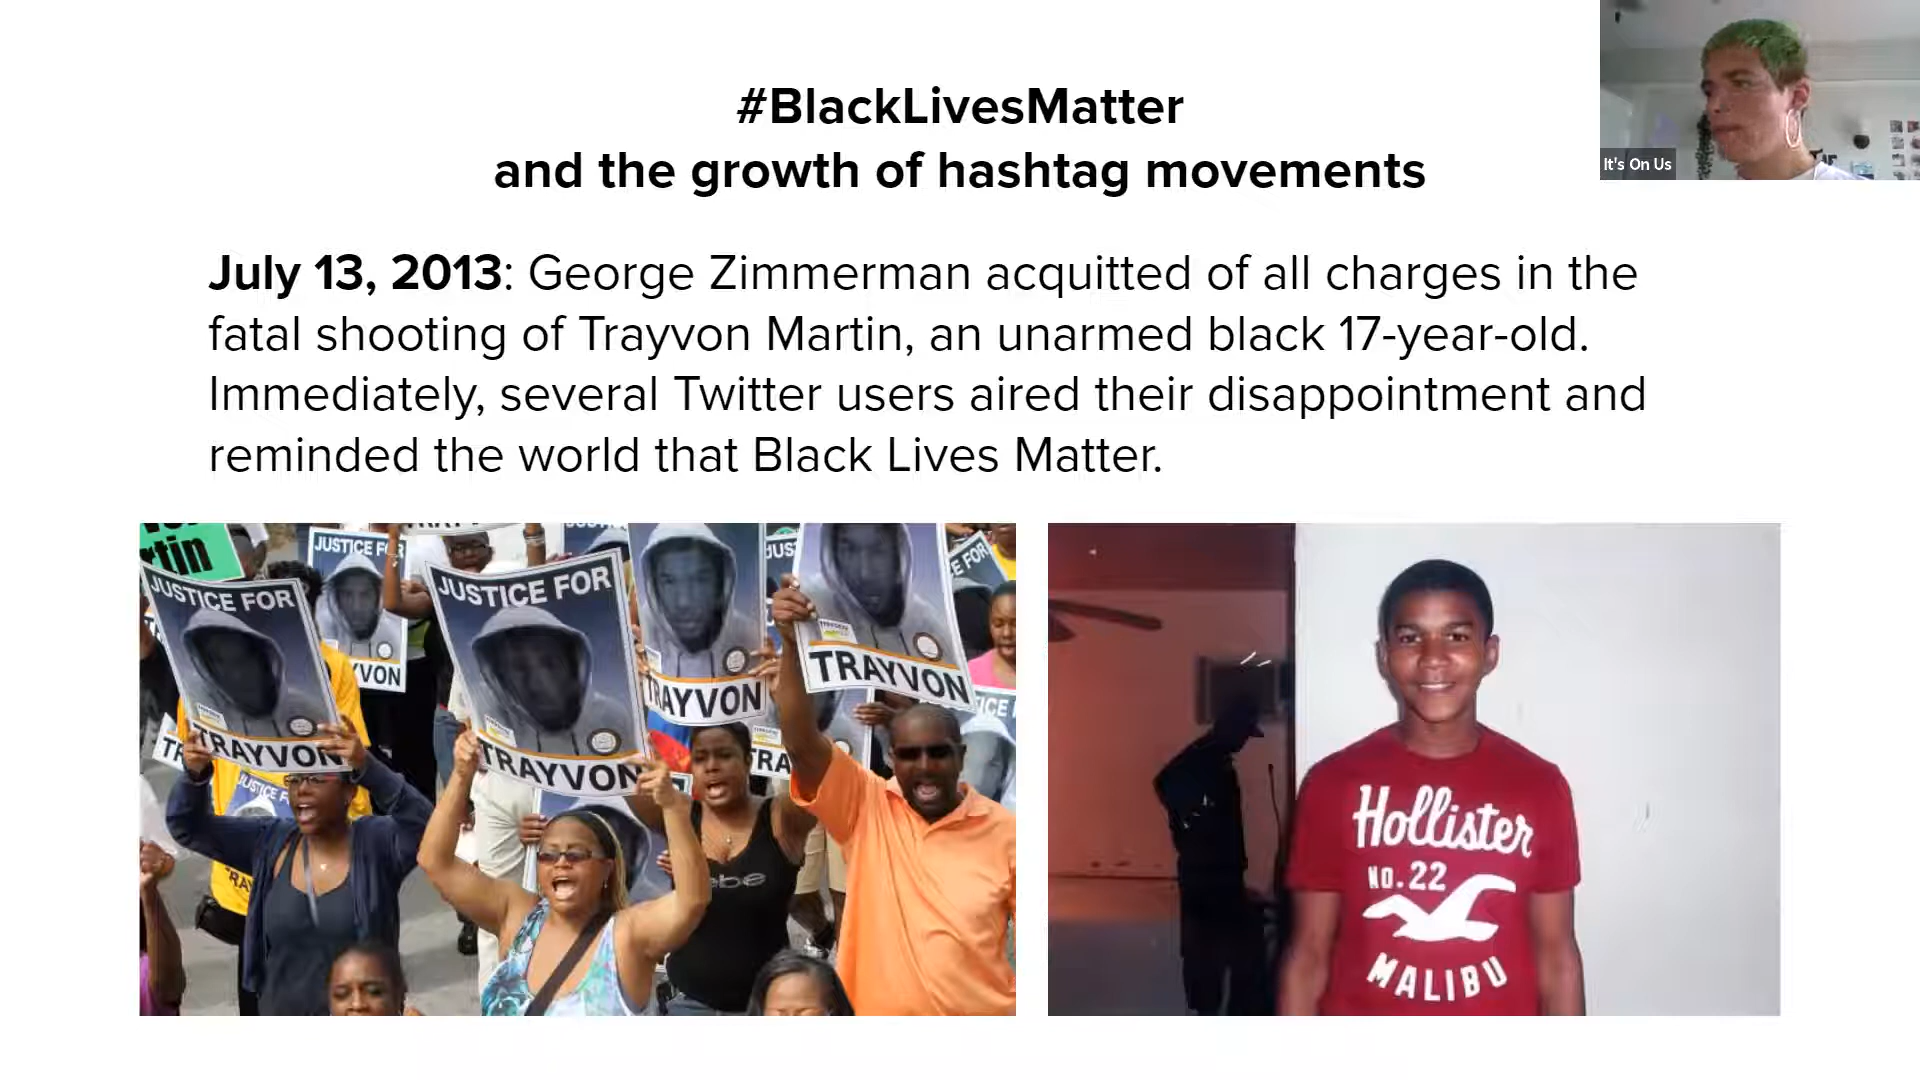 #BlackLivesMatter
and the growth of hashtag movements
It's On Us
July 13, 2013: George Zimmerman acquitted of all charges in the
fatal shooting of Trayvon Martin, an unarmed black 17-year-old.
Immediately, several Twitter users aired their disappointment and
reminded the world that Black Lives Matter.
JUSTICE FOR
TRAYVON
JUSTICE FOR
JUSTICE FOR
TRAYVON
TRAYVON
TRAYVON
Hollister
NO. 22
MALIBU